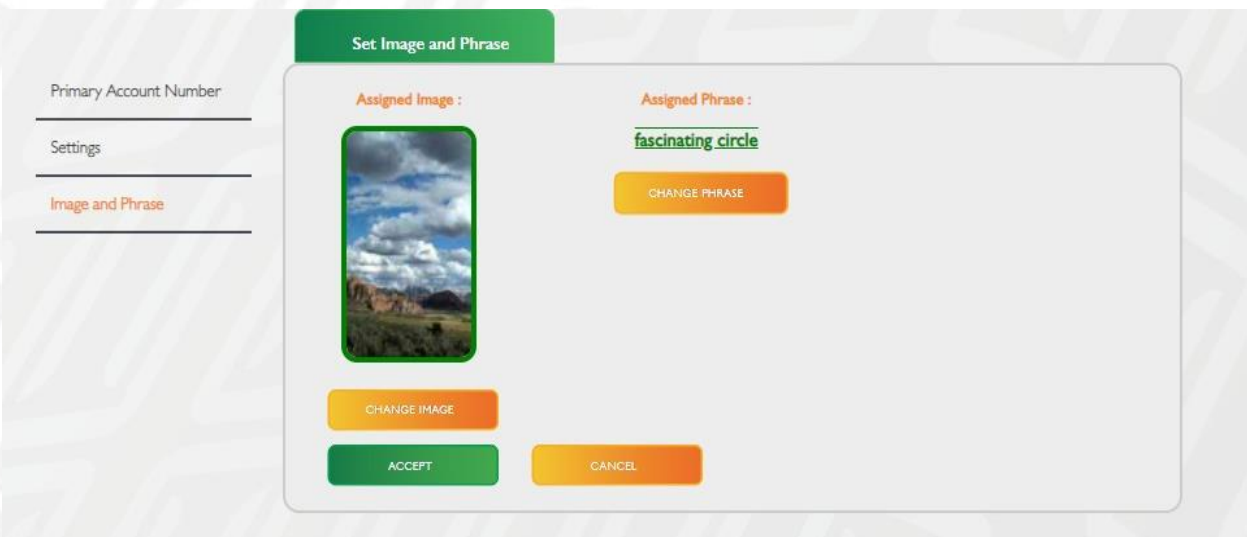 Set Image and Phrase
Primary Account Number
Settings
Image and Phrase
Assigned Image :
Assigned Phrase :
fascinating circle
CHANGE PHRASE
CHANGE IMAGE
ACCEPT
CANCEL